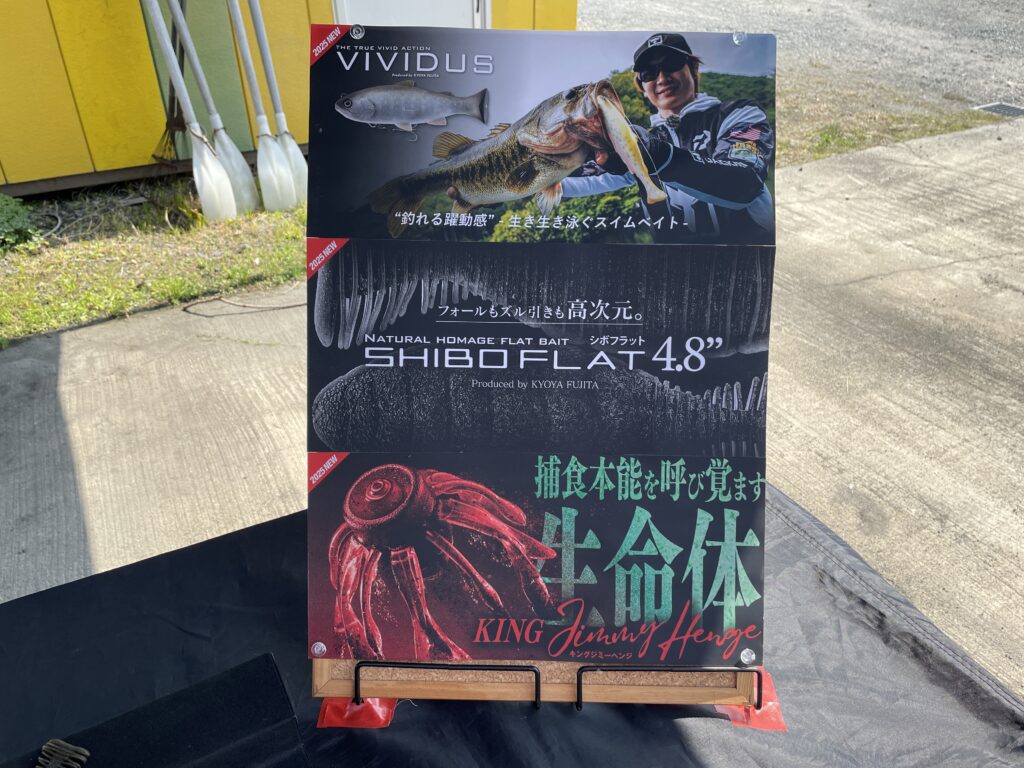 2025 NEW
THE TRUE VIVID ACTION
VIVIDUS
Produced by KYOYA FUJITA
“釣れる躍動感” - 生き生き泳ぐスイムベイト-
2025 NEW
フォールもズル引きも高次元。
NATURAL HOMAGE FLAT BAIT シボフラット
SHIBO FLAT 4.8”
Produced by KYOYA FUJITA
2025 NEW
捕食本能を呼び覚ます
生命体
KING Jimmy Henge
キングジミーヘンジ